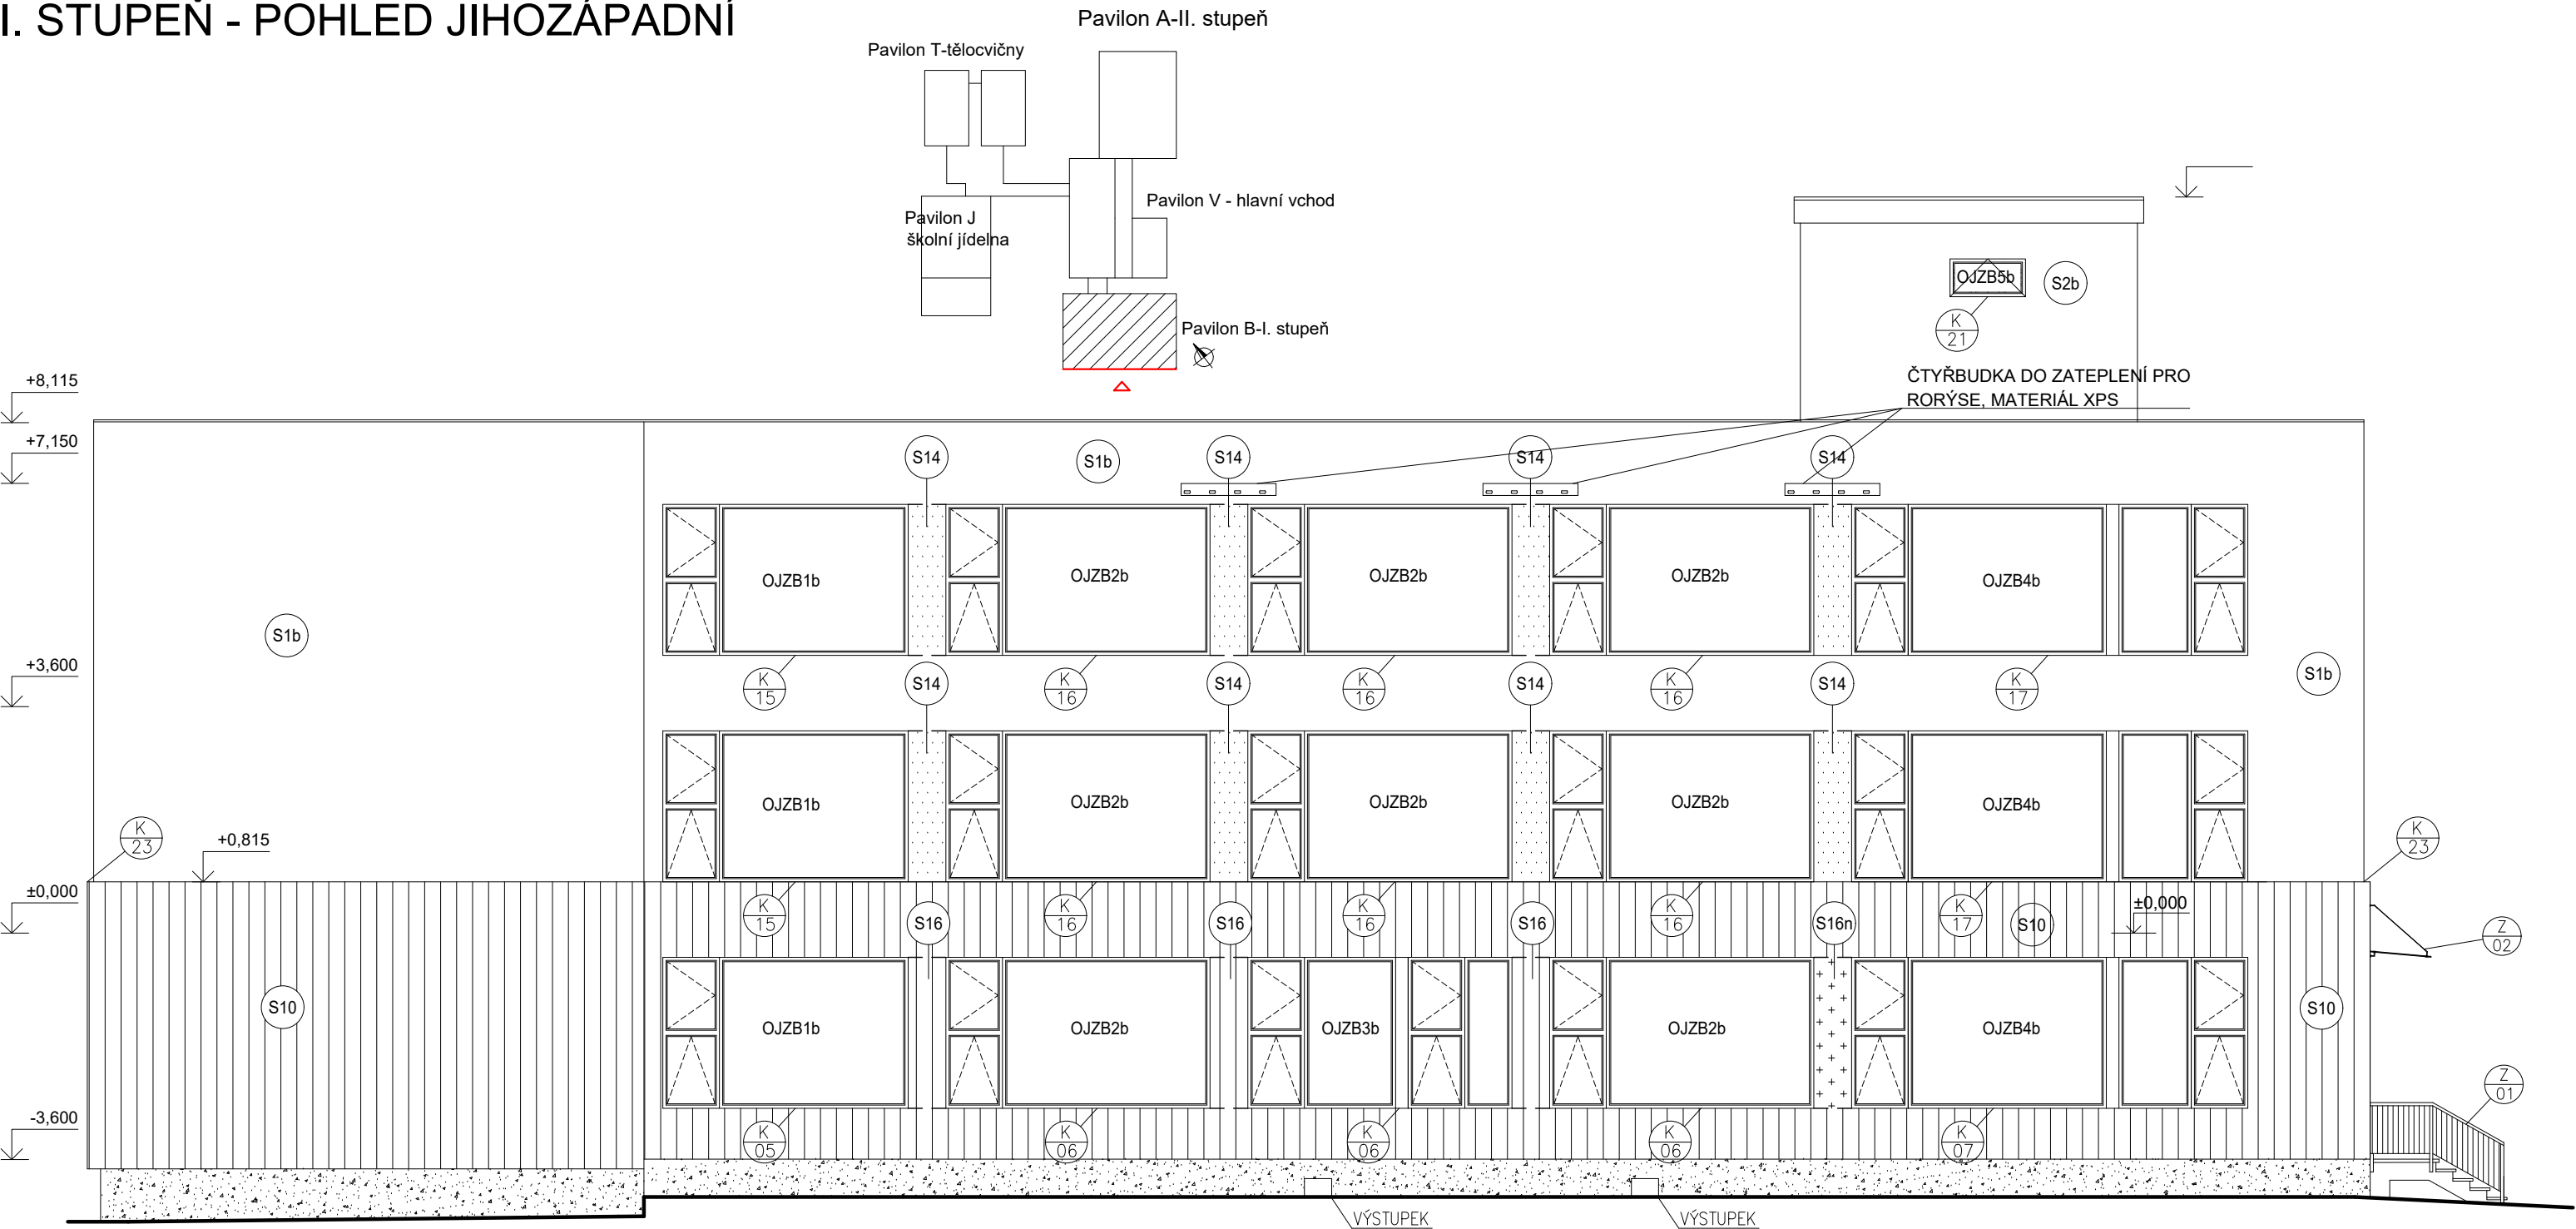 I. STUPEŇ - POHLED JIHOZÁPADNÍ
Pavilon A-II. stupeň
Pavilon T-tělocvičny
Pavilon V - hlavní vchod
Pavilon J
školní jídelna
Pavilon B-I. stupeň
OJZB5b
S2b
K
21
ČTYŘBUDKA DO ZATEPLENÍ PRO
RORÝSE, MATERIÁL XPS
+8,115
+7,150
S14
S1b
S14
S14
S14
OJZB1b
OJZB2b
OJZB2b
OJZB2b
OJZB4b
S1b
+3,600
K
15
S14
K
16
S14
K
16
S14
K
16
S14
K
17
S1b
OJZB1b
OJZB2b
OJZB2b
OJZB2b
OJZB4b
K
23
+0,815
K
23
±0,000
K
15
S16
K
16
S16
K
16
S16
K
16
S16n
K
17
S10
±0,000
Z
02
S10
OJZB1b
OJZB2b
OJZB3b
OJZB2b
OJZB4b
S10
-3,600
K
05
K
06
K
06
K
06
K
07
Z
01
VÝSTUPEK
VÝSTUPEK